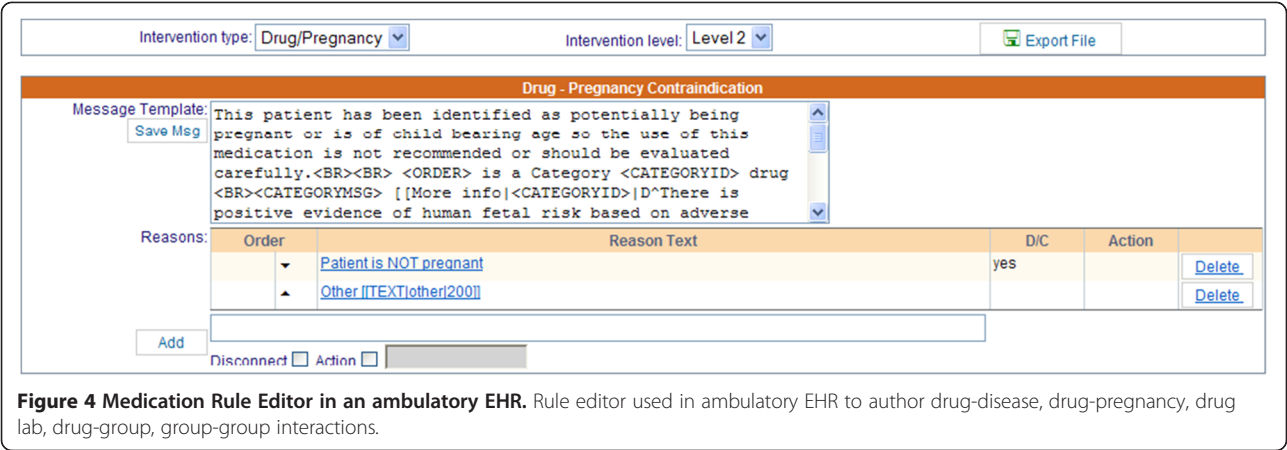 Intervention type: Drug/Pregnancy Intervention level: Level 2 Export File
Drug - Pregnancy Contraindication
Message Template: This patient has been identified as potentially being
Save Msg pregnant or is of child bearing age so the use of this
medication is not recommended or should be evaluated
carefully.<BR><BR> <ORDER> is a Category <CATEGORYID> drug
<BR><CATEGORYMSG> [[More info|<CATEGORYID>|D^There is
positive evidence of human fetal risk based on adverse
Reasons: Order Reason Text D/C Action
Patient is NOT pregnant yes Delete
Other [[TEXT|other|200]] Delete
Add
Disconnect Action
Figure 4 Medication Rule Editor in an ambulatory EHR. Rule editor used in ambulatory EHR to author drug-disease, drug-pregnancy, drug
lab, drug-group, group-group interactions.